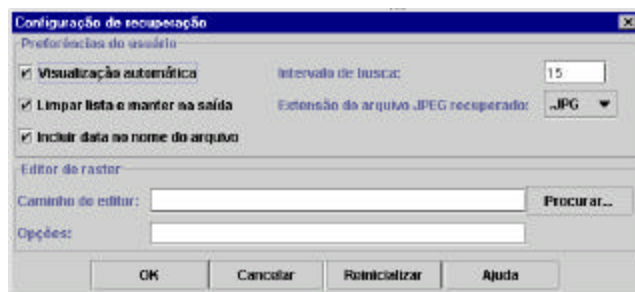 Configuração de recuperação
Preferências do usuário
Visualização automática Intervalo de busca: 15
Limpar lista e manter na saída Extensão do arquivo JPEG recuperado: .JPG
Incluir data no nome do arquivo
Editor de raster
Caminho do editor: Procurar...
Opções:
OK Cancelar Reinicializar Ajuda